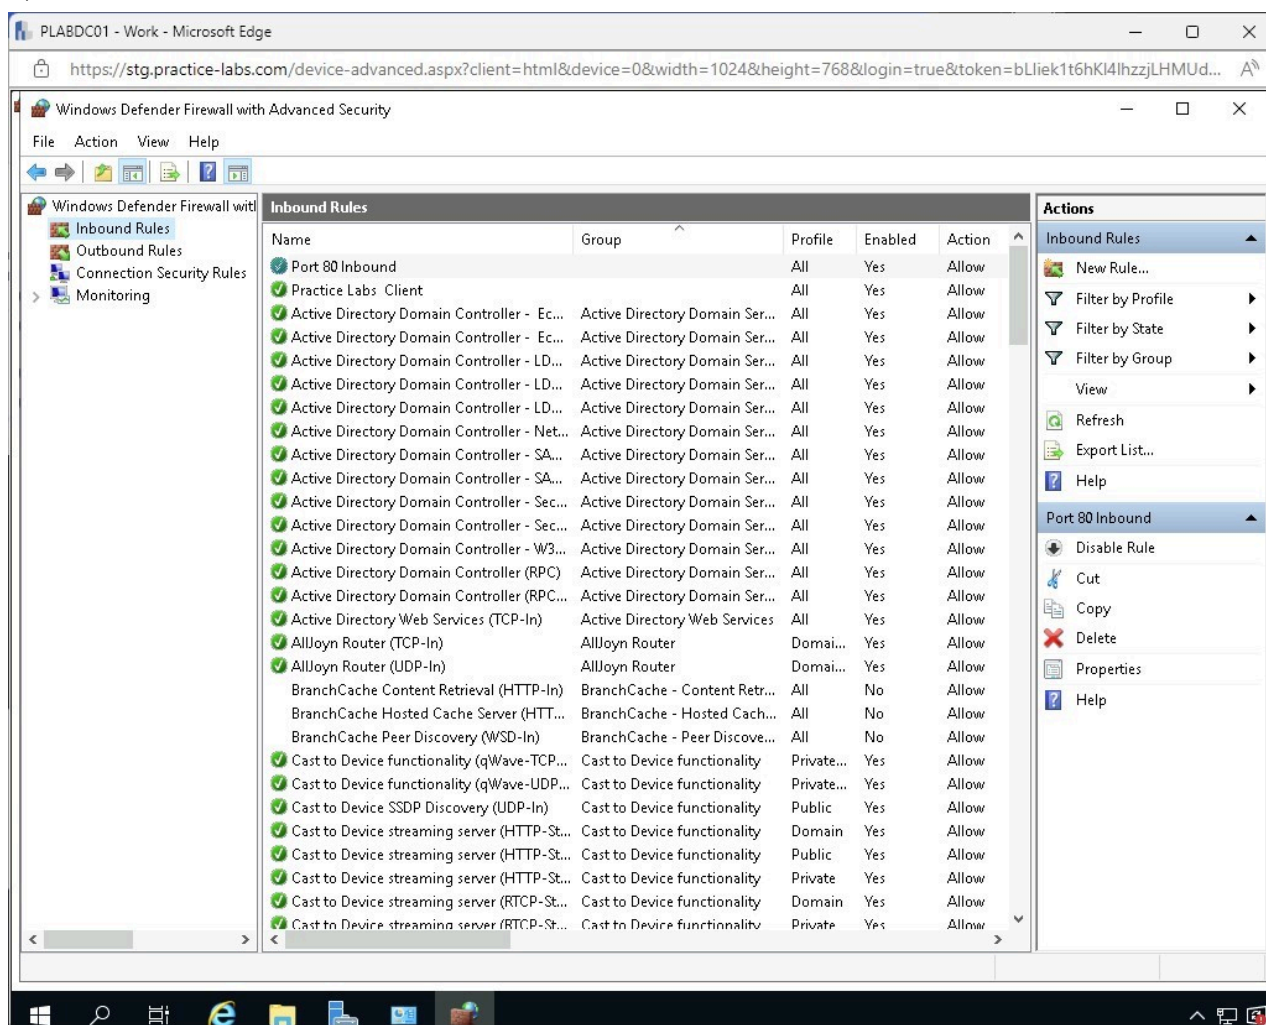 PLABDC01 - Work - Microsoft Edge
https://stg.practice-labs.com/device-advanced.aspx?client=html&device=0&width=1024&height=768&login=true&token=bLliek1t6hKl4lhzzjLHMUd... A
Windows Defender Firewall with Advanced Security
File Action View Help
Windows Defender Firewall witl
Inbound Rules
Outbound Rules
Connection Security Rules
Monitoring
Inbound Rules
Name Group Profile Enabled Action
Port 80 Inbound All Yes Allow
Practice Labs Client All Yes Allow
Active Directory Domain Controller - Ec... Active Directory Domain Ser... All Yes Allow
Active Directory Domain Controller - Ec... Active Directory Domain Ser... All Yes Allow
Active Directory Domain Controller - LD... Active Directory Domain Ser... All Yes Allow
Active Directory Domain Controller - LD... Active Directory Domain Ser... All Yes Allow
Active Directory Domain Controller - LD... Active Directory Domain Ser... All Yes Allow
Active Directory Domain Controller - Net... Active Directory Domain Ser... All Yes Allow
Active Directory Domain Controller - SA... Active Directory Domain Ser... All Yes Allow
Active Directory Domain Controller - SA... Active Directory Domain Ser... All Yes Allow
Active Directory Domain Controller - Sec... Active Directory Domain Ser... All Yes Allow
Active Directory Domain Controller - Sec... Active Directory Domain Ser... All Yes Allow
Active Directory Domain Controller - W3... Active Directory Domain Ser... All Yes Allow
Active Directory Domain Controller (RPC) Active Directory Domain Ser... All Yes Allow
Active Directory Domain Controller (RPC... Active Directory Domain Ser... All Yes Allow
Active Directory Web Services (TCP-In) Active Directory Web Services All Yes Allow
AllJoyn Router (TCP-In) AllJoyn Router Domai... Yes Allow
AllJoyn Router (UDP-In) AllJoyn Router Domai... Yes Allow
BranchCache Content Retrieval (HTTP-In) BranchCache - Content Retr... All No Allow
BranchCache Hosted Cache Server (HTT... BranchCache - Hosted Cach... All No Allow
BranchCache Peer Discovery (WSD-In) BranchCache - Peer Discove... All No Allow
Cast to Device functionality (qWave-TCP... Cast to Device functionality Private... Yes Allow
Cast to Device functionality (qWave-UDP... Cast to Device functionality Private... Yes Allow
Cast to Device SSDP Discovery (UDP-In) Cast to Device functionality Public Yes Allow
Cast to Device streaming server (HTTP-St... Cast to Device functionality Domain Yes Allow
Cast to Device streaming server (HTTP-St... Cast to Device functionality Public Yes Allow
Cast to Device streaming server (HTTP-St... Cast to Device functionality Private Yes Allow
Cast to Device streaming server (RTCP-St... Cast to Device functionality Domain Yes Allow
Cast to Device streaming server (RTCP-St... Cast to Device functionality Private Yes Allow
Actions
Inbound Rules
New Rule...
Filter by Profile
Filter by State
Filter by Group
View
Refresh
Export List...
Help
Port 80 Inbound
Disable Rule
Cut
Copy
Delete
Properties
Help